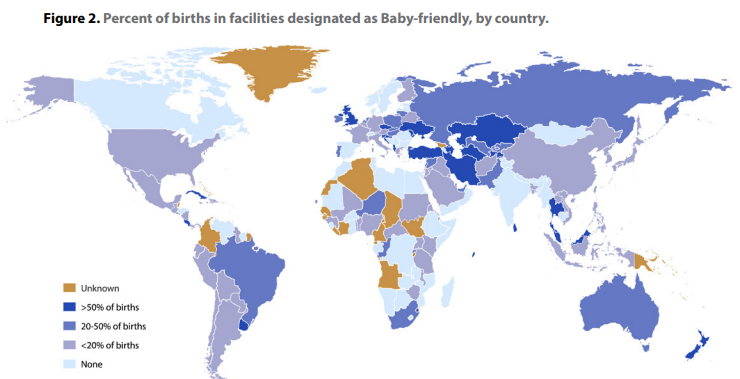 Figure 2. Percent of births in facilities designated as Baby-friendly, by country.
Unknown
>50% of births
20-50% of births
<20% of births
None